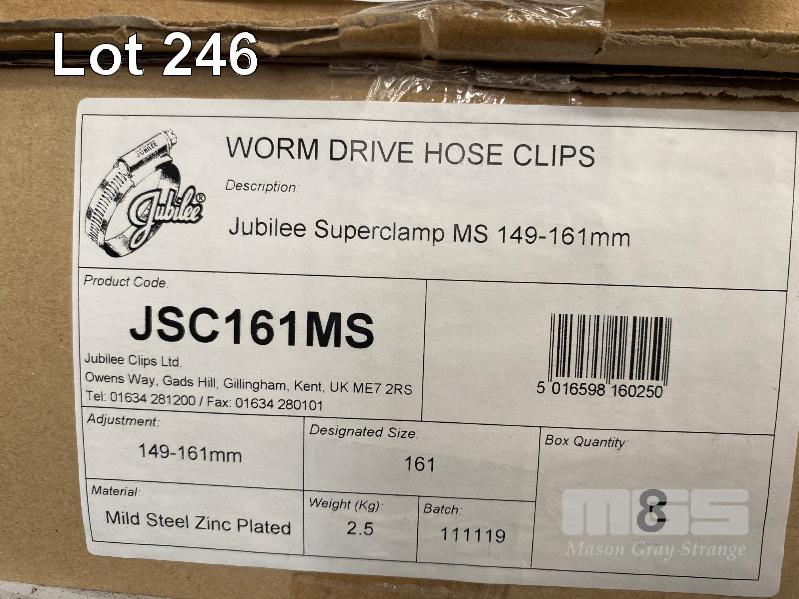 Lot 246
JUBILEE
Jubilee®
WORM DRIVE HOSE CLIPS
Description:
Jubilee Superclamp MS 149-161mm
Product Code:
JSC161MS
Jubilee Clips Ltd.
Owens Way, Gads Hill, Gillingham, Kent, UK ME7 2RS
Tel: 01634 281200 / Fax: 01634 280101
5 016598 160250
Adjustment:
149-161mm
Designated Size:
161
Box Quantity:
Material:
Mild Steel Zinc Plated
Weight (Kg):
2.5
Batch:
111119
MGS
Mason Gray Strange